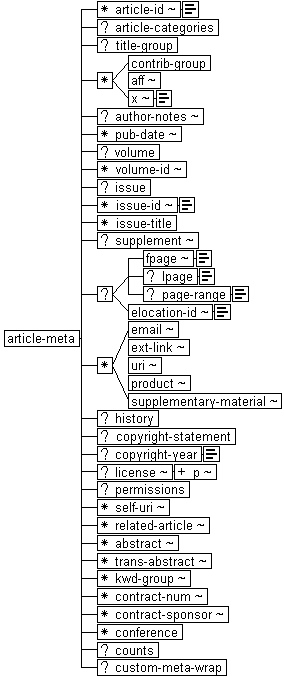 * article-id ~
? article-categories
? title-group
*
contrib-group
aff ~
x ~
? author-notes ~
* pub-date ~
? volume
* volume-id ~
? issue
* issue-id ~
* issue-title
? supplement ~
?
fpage ~
? lpage
? page-range
elocation-id ~
article-meta
*
email ~
ext-link ~
uri ~
product ~
supplementary-material ~
? history
? copyright-statement
? copyright-year
? license ~ + p ~
? permissions
* self-uri ~
* related-article ~
* abstract ~
* trans-abstract ~
* kwd-group ~
* contract-num ~
* contract-sponsor ~
* conference
? counts
? custom-meta-wrap